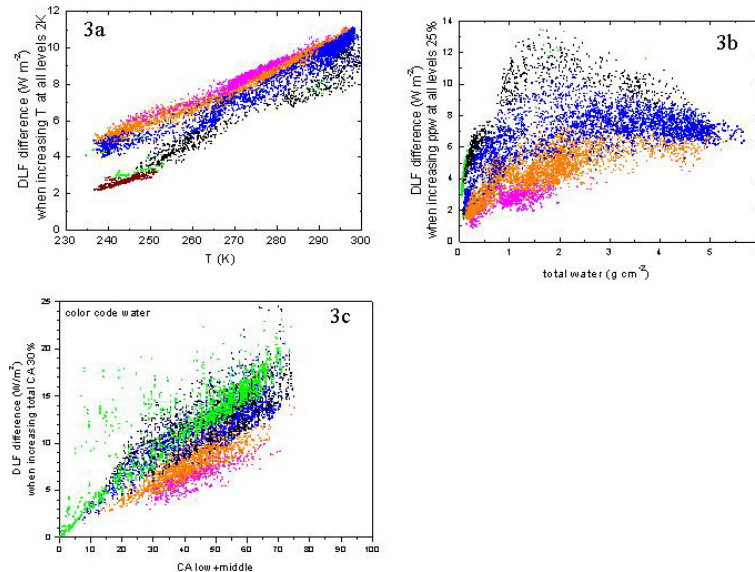 3a
DLF difference (W m⁻²)
when increasing T at all levels 2K
12
10
8
6
4
2
0
230 240 250 260 270 280 290 300
T (K)
3b
DLF difference (W m⁻²)
when increasing ppw at all levels 25%
14
12
10
8
6
4
2
0
0 1 2 3 4 5
total water (g cm⁻²)
color code water
3c
DLF difference (W/m²)
when increasing total CA 30%
25
20
15
10
5
0
0 10 20 30 40 50 60 70 80 90 100
CA low+middle